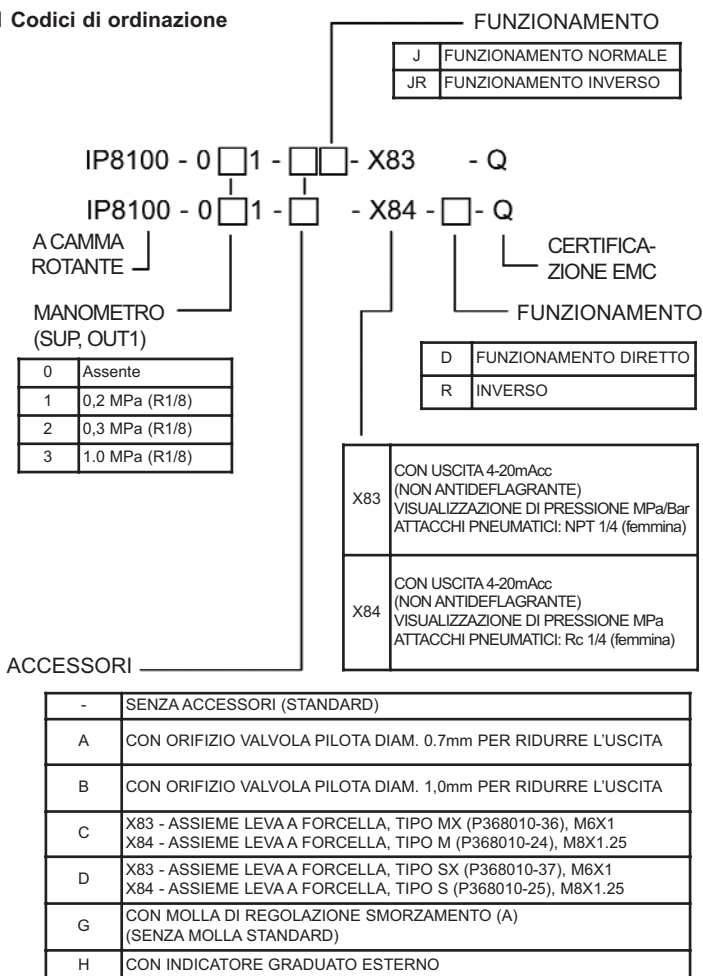 Codici di ordinazione
FUNZIONAMENTO
J FUNZIONAMENTO NORMALE
JR FUNZIONAMENTO INVERSO
IP8100 - 0□1 - □□- X83 - Q
IP8100 - 0□1 - □ - X84 - □- Q
A CAMMA
ROTANTE
CERTIFICA-
ZIONE EMC
MANOMETRO
(SUP, OUT1)
0 Assente
1 0,2 MPa (R1/8)
2 0,3 MPa (R1/8)
3 1.0 MPa (R1/8)
FUNZIONAMENTO
D FUNZIONAMENTO DIRETTO
R INVERSO
X83 CON USCITA 4-20mAcc
(NON ANTIDEFLAGRANTE)
VISUALIZZAZIONE DI PRESSIONE MPa/Bar
ATTACCHI PNEUMATICI: NPT 1/4 (femmina)
X84 CON USCITA 4-20mAcc
(NON ANTIDEFLAGRANTE)
VISUALIZZAZIONE DI PRESSIONE MPa
ATTACCHI PNEUMATICI: Rc 1/4 (femmina)
ACCESSORI
- SENZA ACCESSORI (STANDARD)
A CON ORIFIZIO VALVOLA PILOTA DIAM. 0.7mm PER RIDURRE L'USCITA
B CON ORIFIZIO VALVOLA PILOTA DIAM. 1,0mm PER RIDURRE L'USCITA
C X83 - ASSIEME LEVA A FORCELLA, TIPO MX (P368010-36), M6X1
X84 - ASSIEME LEVA A FORCELLA, TIPO M (P368010-24), M8X1.25
D X83 - ASSIEME LEVA A FORCELLA, TIPO SX (P368010-37), M6X1
X84 - ASSIEME LEVA A FORCELLA, TIPO S (P368010-25), M8X1.25
G CON MOLLA DI REGOLAZIONE SMORZAMENTO (A)
(SENZA MOLLA STANDARD)
H CON INDICATORE GRADUATO ESTERNO